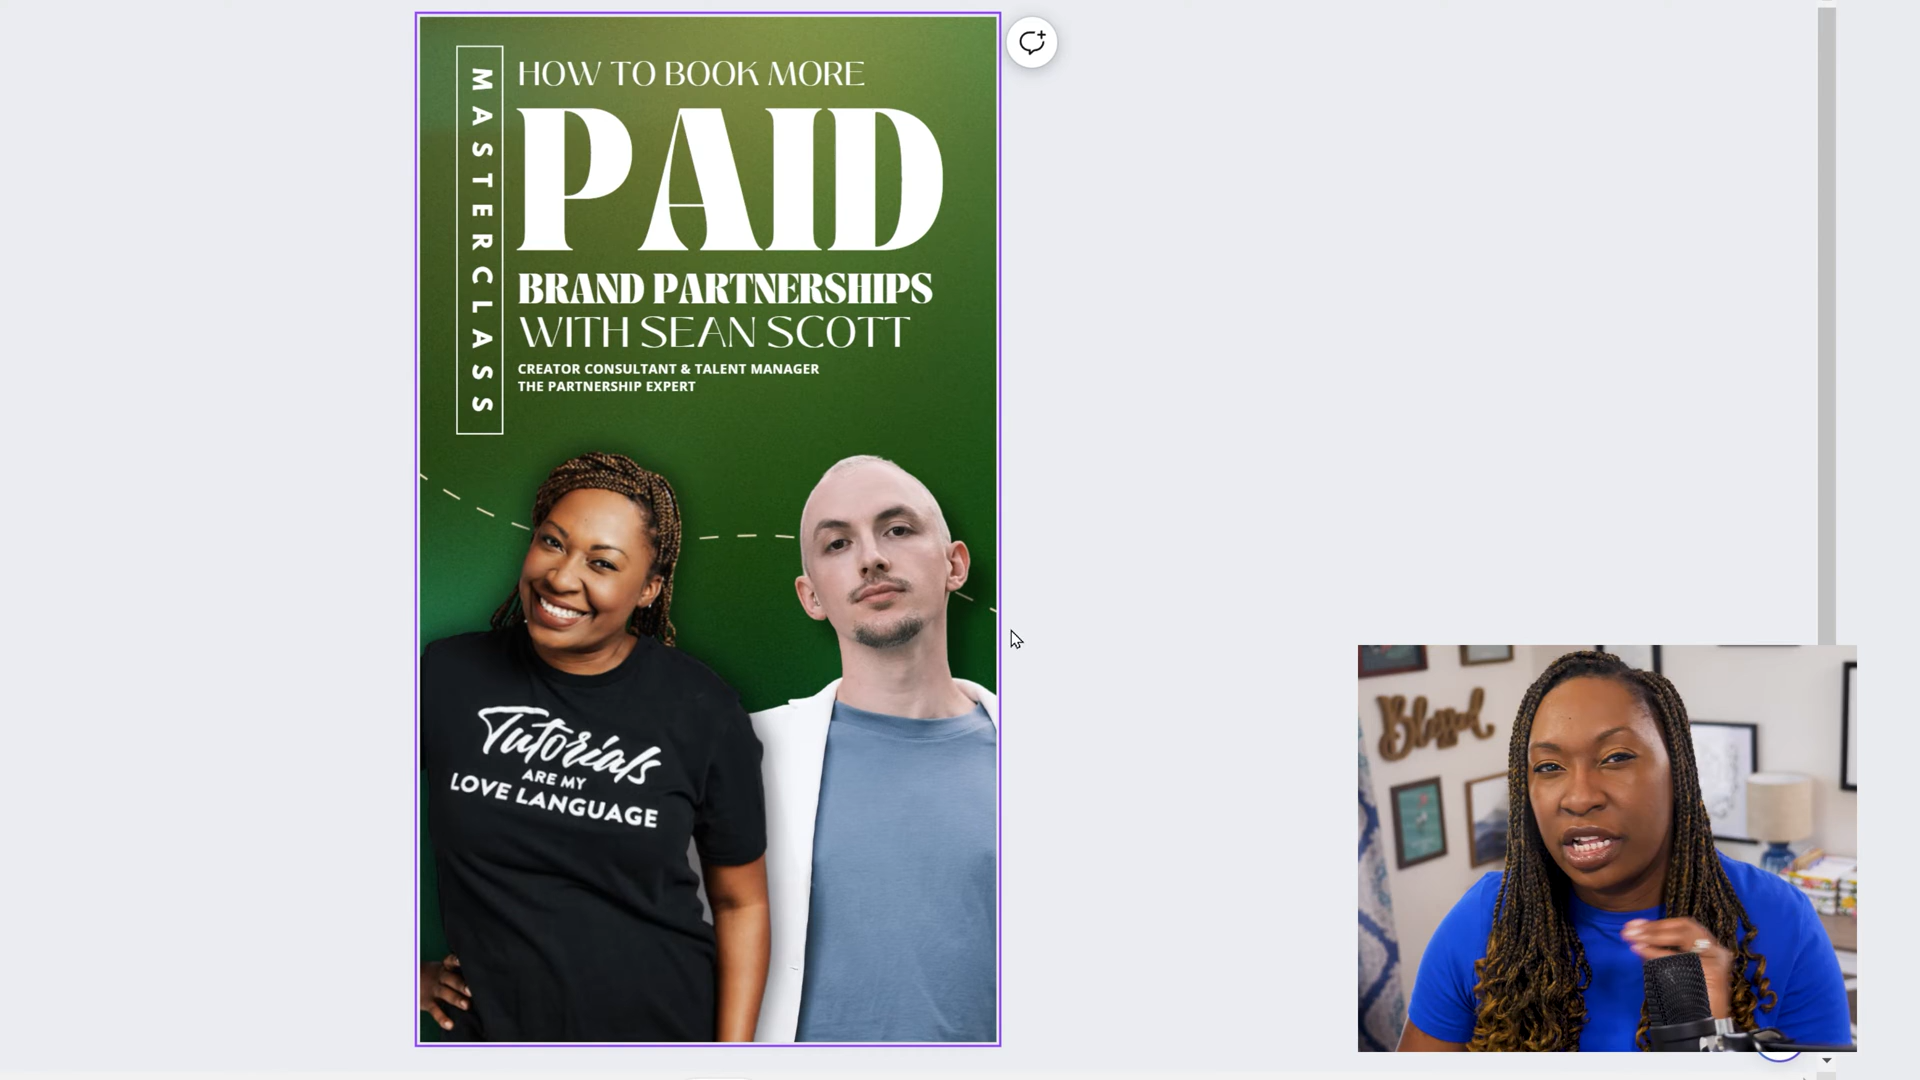 MASTERCLASS
HOW TO BOOK MORE
PAID
BRAND PARTNERSHIPS
WITH SEAN SCOTT
CREATOR CONSULTANT & TALENT MANAGER
THE PARTNERSHIP EXPERT
Tutorials
ARE MY
LOVE LANGUAGE
Blessed